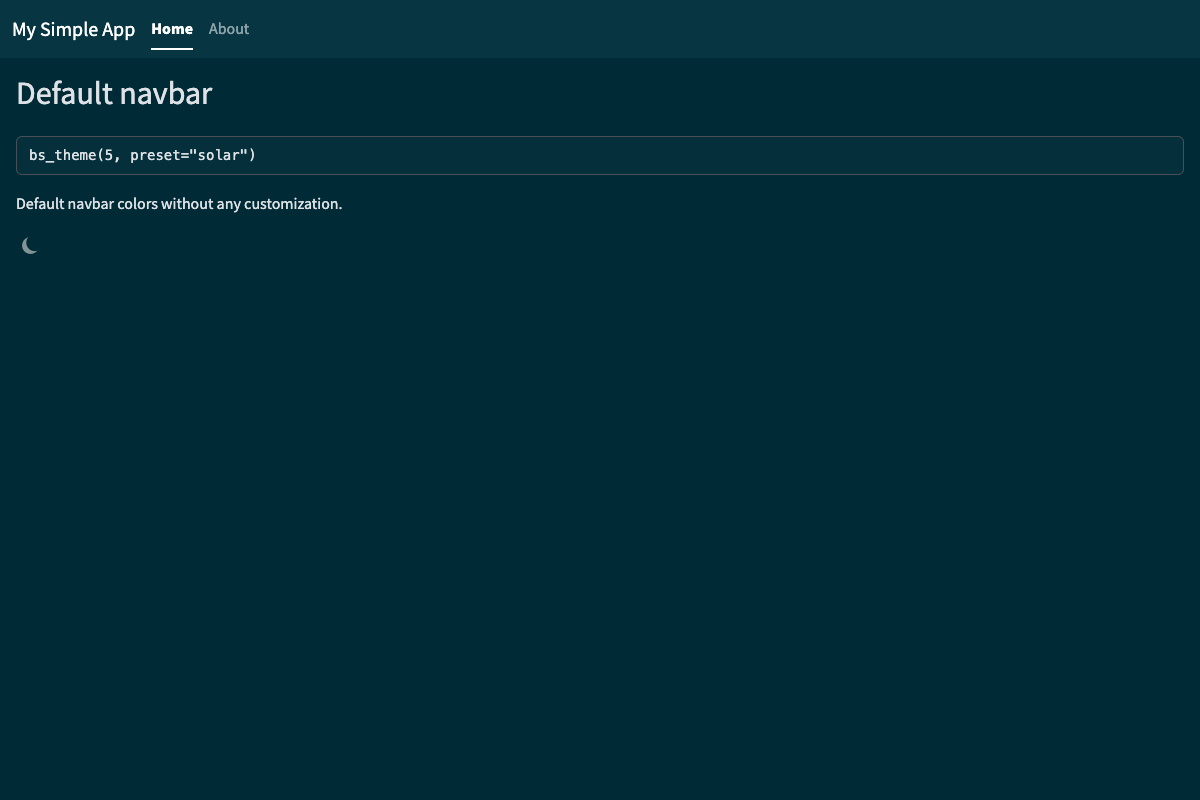 My Simple App Home About
Default navbar
bs_theme(5, preset="solar")
Default navbar colors without any customization.